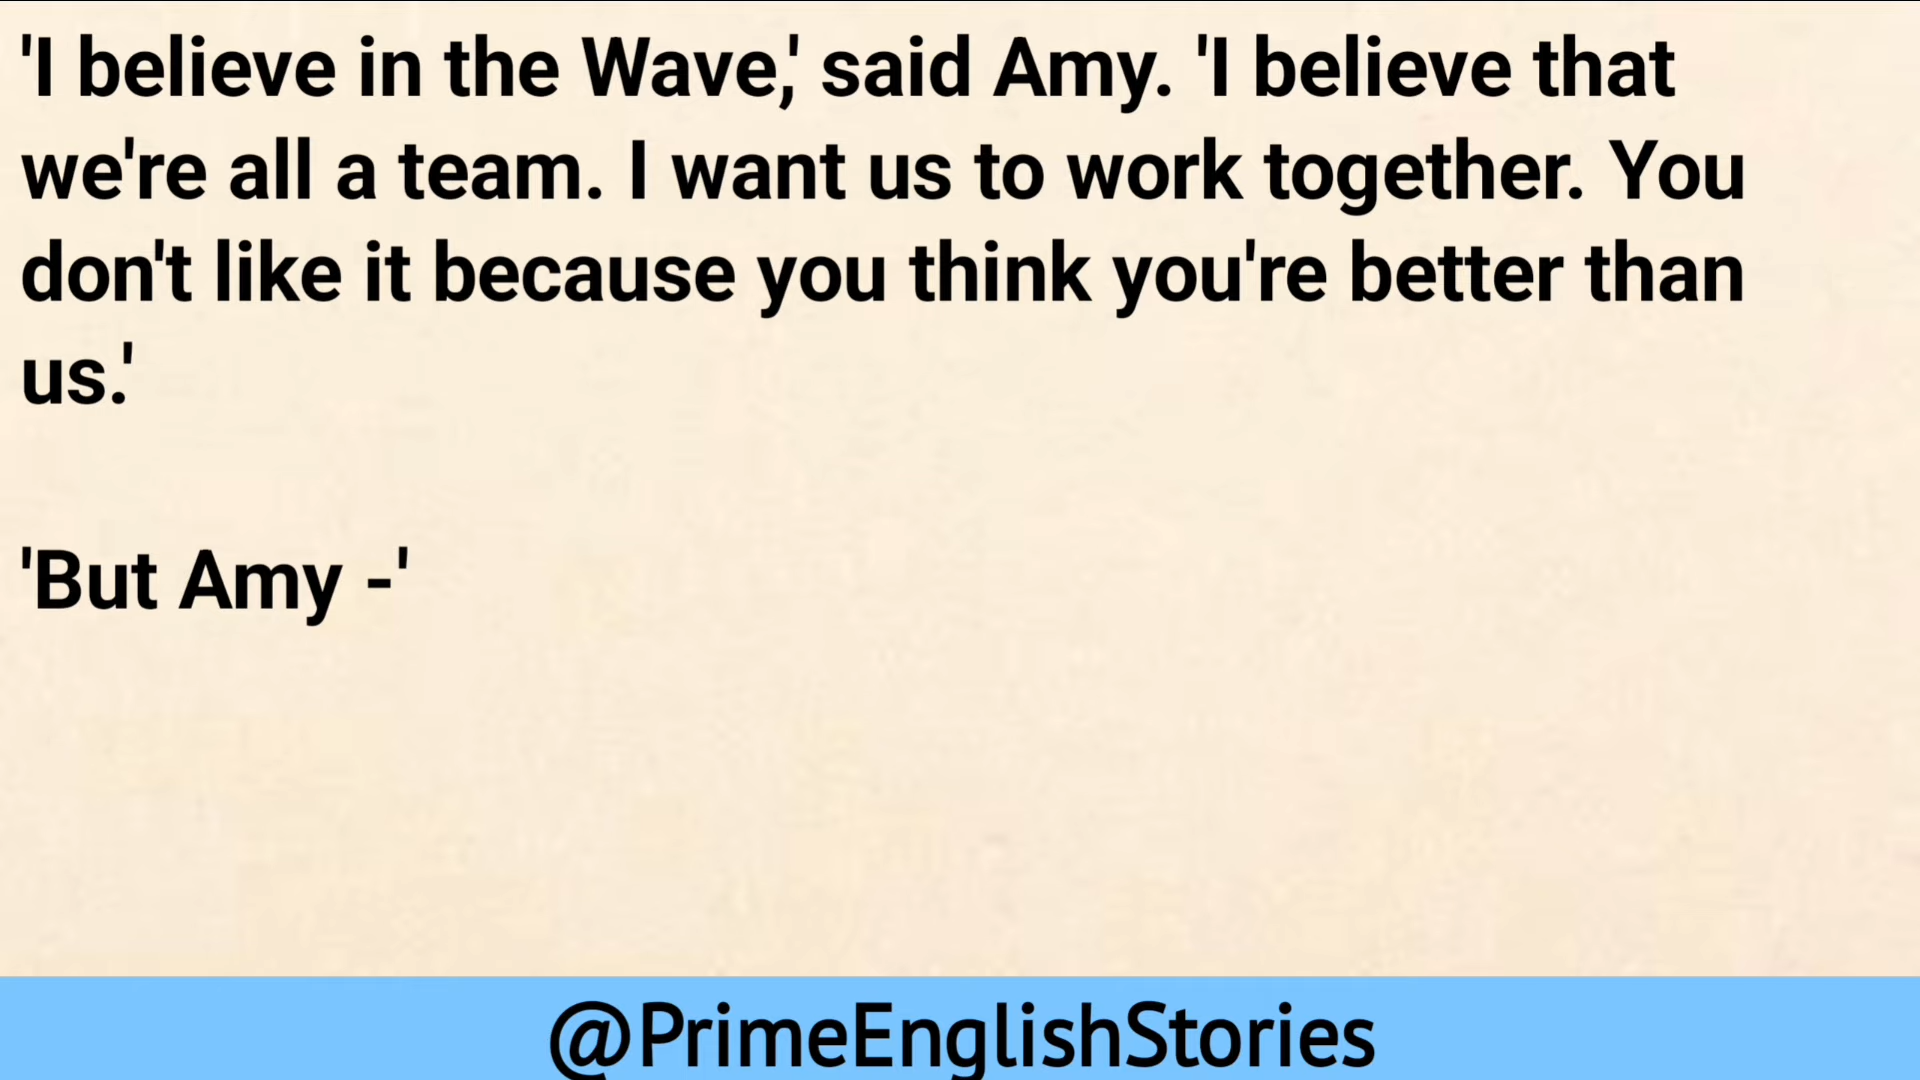 'I believe in the Wave,' said Amy. 'I believe that
we're all a team. I want us to work together. You
don't like it because you think you're better than
us.'
'But Amy -'
@PrimeEnglishStories